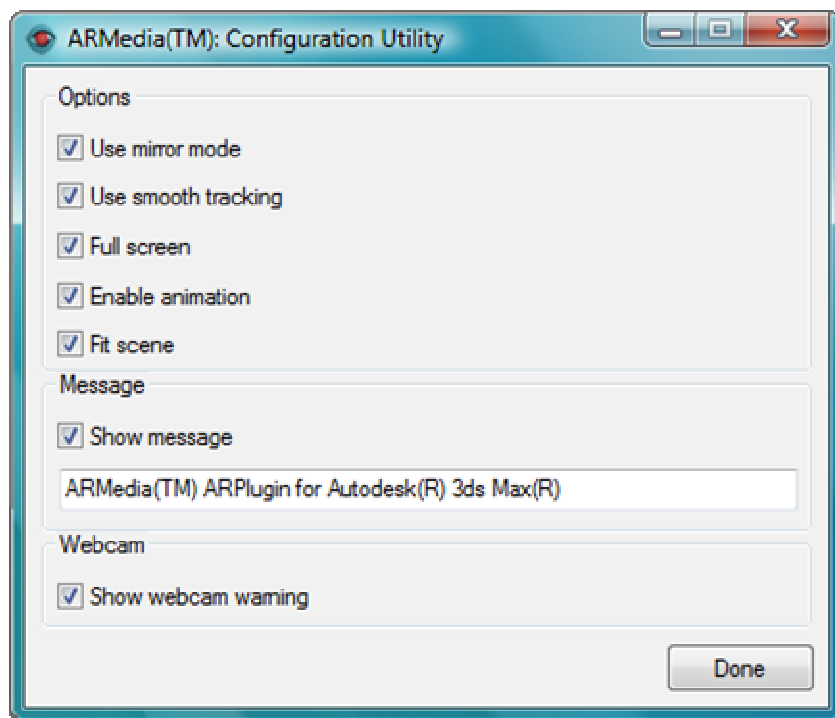 ARMedia(TM): Configuration Utility
Options
Use mirror mode
Use smooth tracking
Full screen
Enable animation
Fit scene
Message
Show message
ARMedia(TM) ARPlugin for Autodesk(R) 3ds Max(R)
Webcam
Show webcam warning
Done